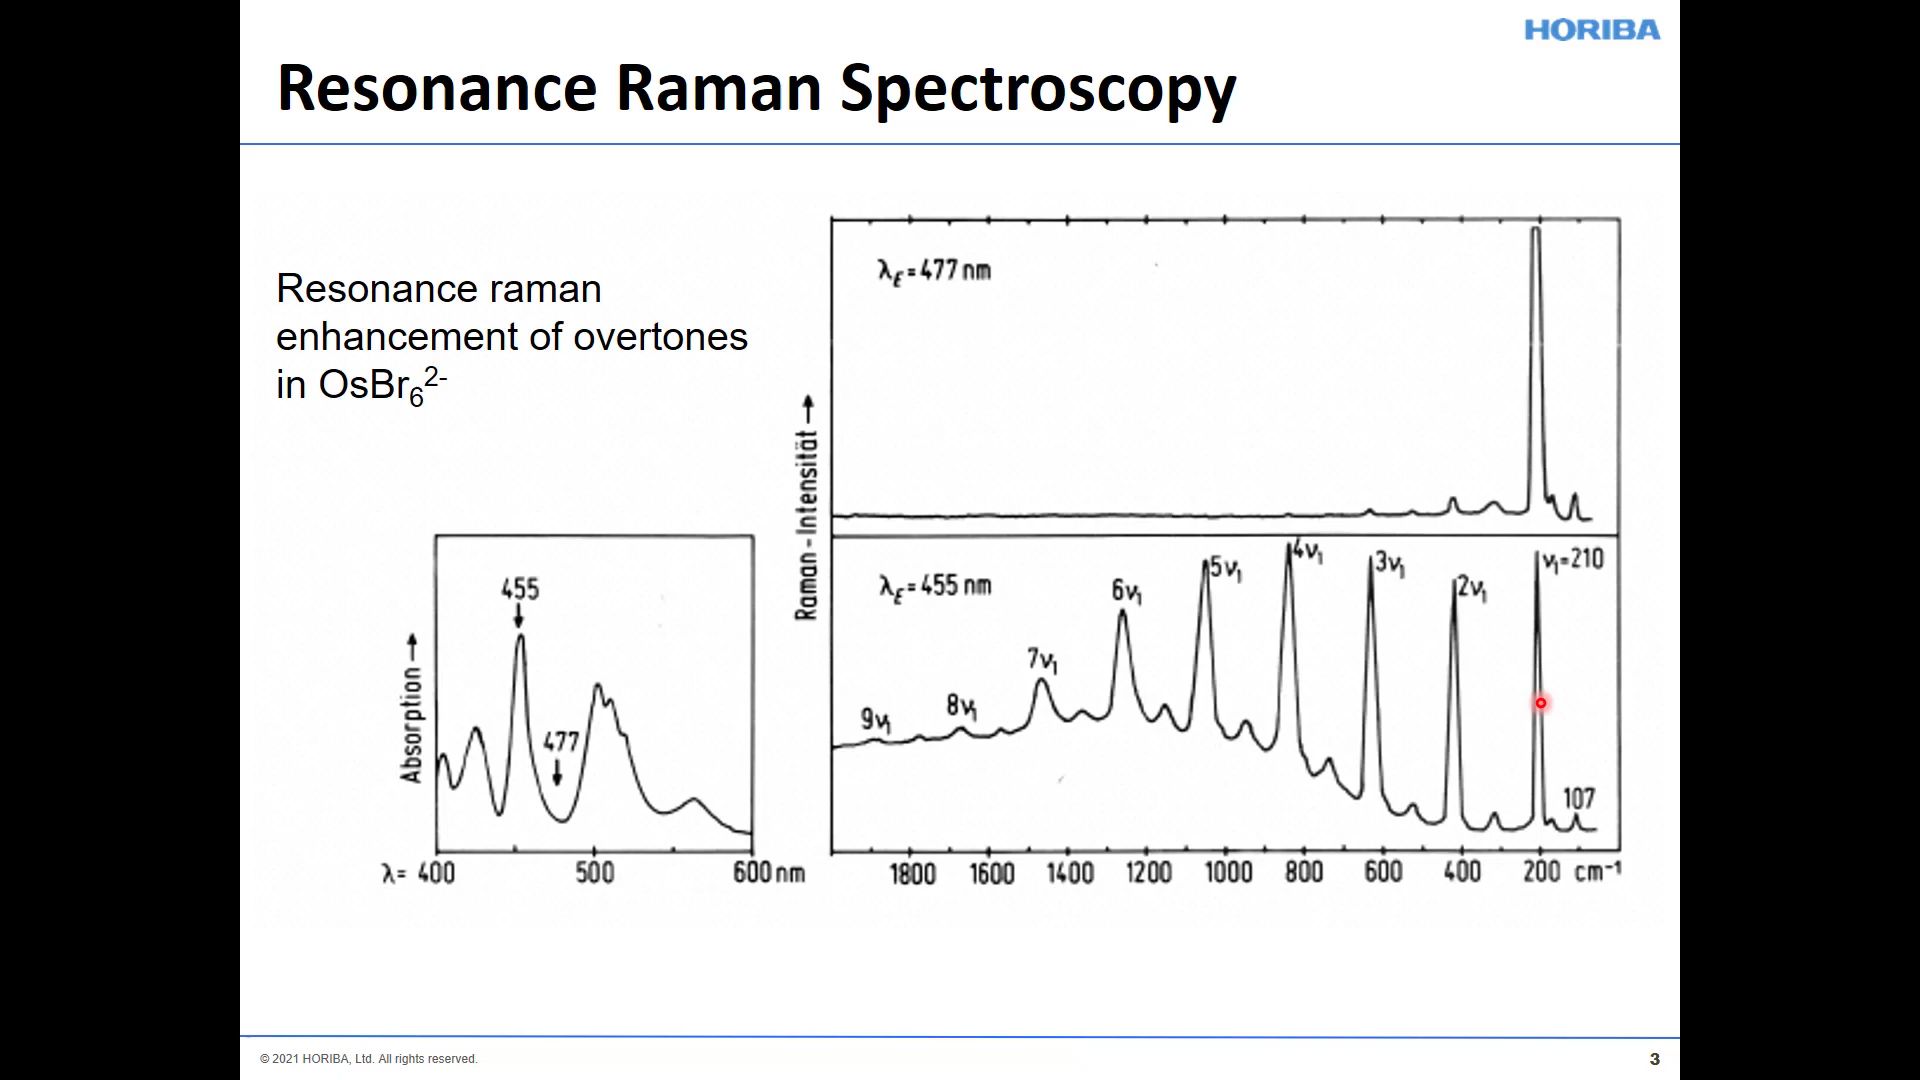 HORIBA
Resonance Raman Spectroscopy
Resonance raman
enhancement of overtones
in OsBr₆²⁻
Absorption →
455
477
λ= 400 500 600 nm
Raman-Intensität →
λ_E = 477 nm
λ_E = 455 nm
9ν₁ 8ν₁ 7ν₁ 6ν₁ 5ν₁ 4ν₁ 3ν₁ 2ν₁ ν₁=210
107
1800 1600 1400 1200 1000 800 600 400 200 cm⁻¹
© 2021 HORIBA, Ltd. All rights reserved.
3